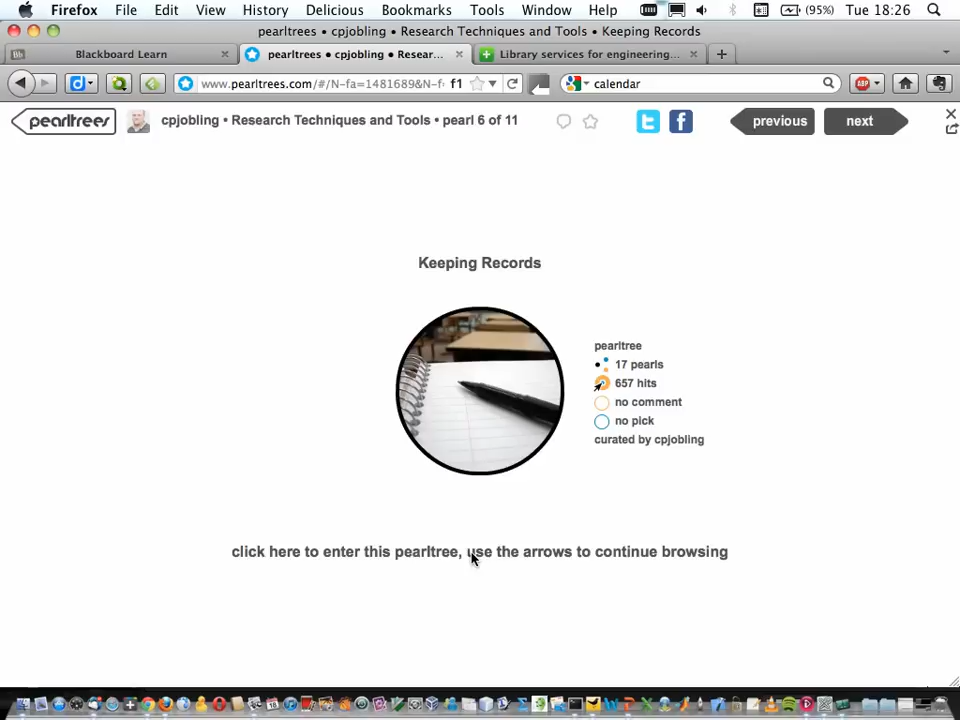 Firefox File Edit View History Delicious Bookmarks Tools Window Help (95%) Tue 18:26
pearltrees • cpjobling • Research Techniques and Tools • Keeping Records
Blackboard Learn
pearltrees • cpjobling • Resear...
Library services for engineering...
www.pearltrees.com/#/N-fa=1481689&N-f: f1
calendar
ABP
pearltrees
cpjobling • Research Techniques and Tools • pearl 6 of 11
previous
next
Keeping Records
pearltree
17 pearls
657 hits
no comment
no pick
curated by cpjobling
click here to enter this pearltree, use the arrows to continue browsing